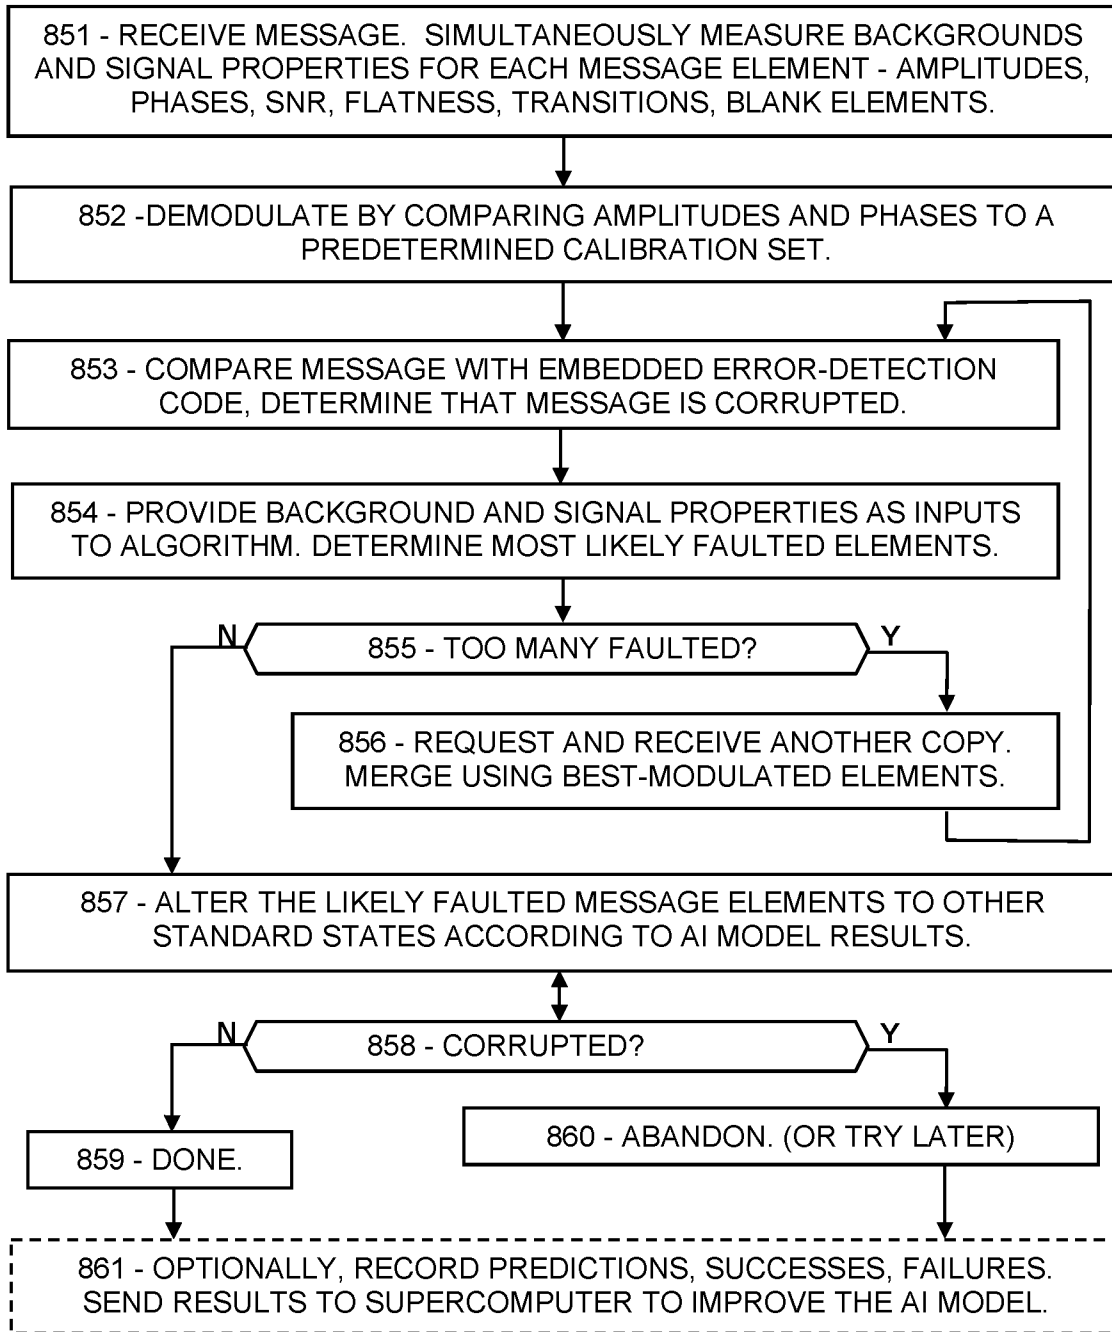 851 - RECEIVE MESSAGE.  SIMULTANEOUSLY MEASURE BACKGROUNDS
AND SIGNAL PROPERTIES FOR EACH MESSAGE ELEMENT - AMPLITUDES,
PHASES, SNR, FLATNESS, TRANSITIONS, BLANK ELEMENTS.
852 -DEMODULATE BY COMPARING AMPLITUDES AND PHASES TO A
PREDETERMINED CALIBRATION SET.
853 - COMPARE MESSAGE WITH EMBEDDED ERROR-DETECTION
CODE, DETERMINE THAT MESSAGE IS CORRUPTED.
854 - PROVIDE BACKGROUND AND SIGNAL PROPERTIES AS INPUTS
TO ALGORITHM. DETERMINE MOST LIKELY FAULTED ELEMENTS.
N
855 - TOO MANY FAULTED?
Y
856 - REQUEST AND RECEIVE ANOTHER COPY.
MERGE USING BEST-MODULATED ELEMENTS.
857 - ALTER THE LIKELY FAULTED MESSAGE ELEMENTS TO OTHER
STANDARD STATES ACCORDING TO AI MODEL RESULTS.
N
858 - CORRUPTED?
Y
859 - DONE.
860 - ABANDON. (OR TRY LATER)
861 - OPTIONALLY, RECORD PREDICTIONS, SUCCESSES, FAILURES.
SEND RESULTS TO SUPERCOMPUTER TO IMPROVE THE AI MODEL.